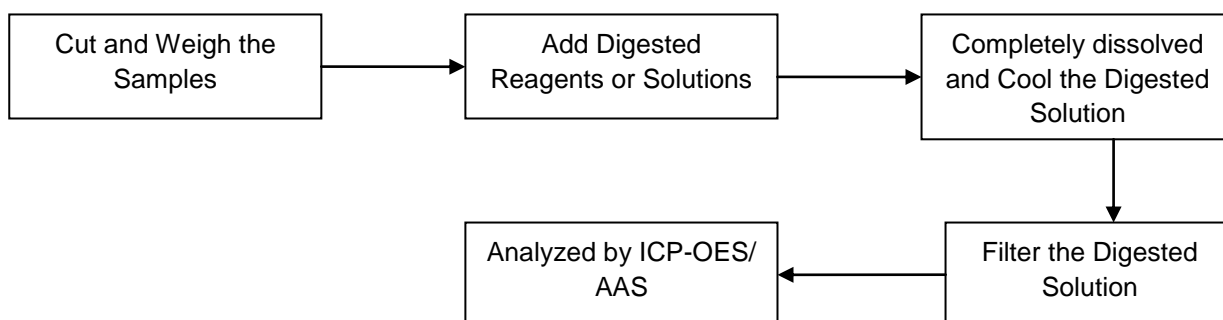 Cut and Weigh the
Samples
Add Digested
Reagents or Solutions
Completely dissolved
and Cool the Digested
Solution
Filter the Digested
Solution
Analyzed by ICP-OES/
AAS